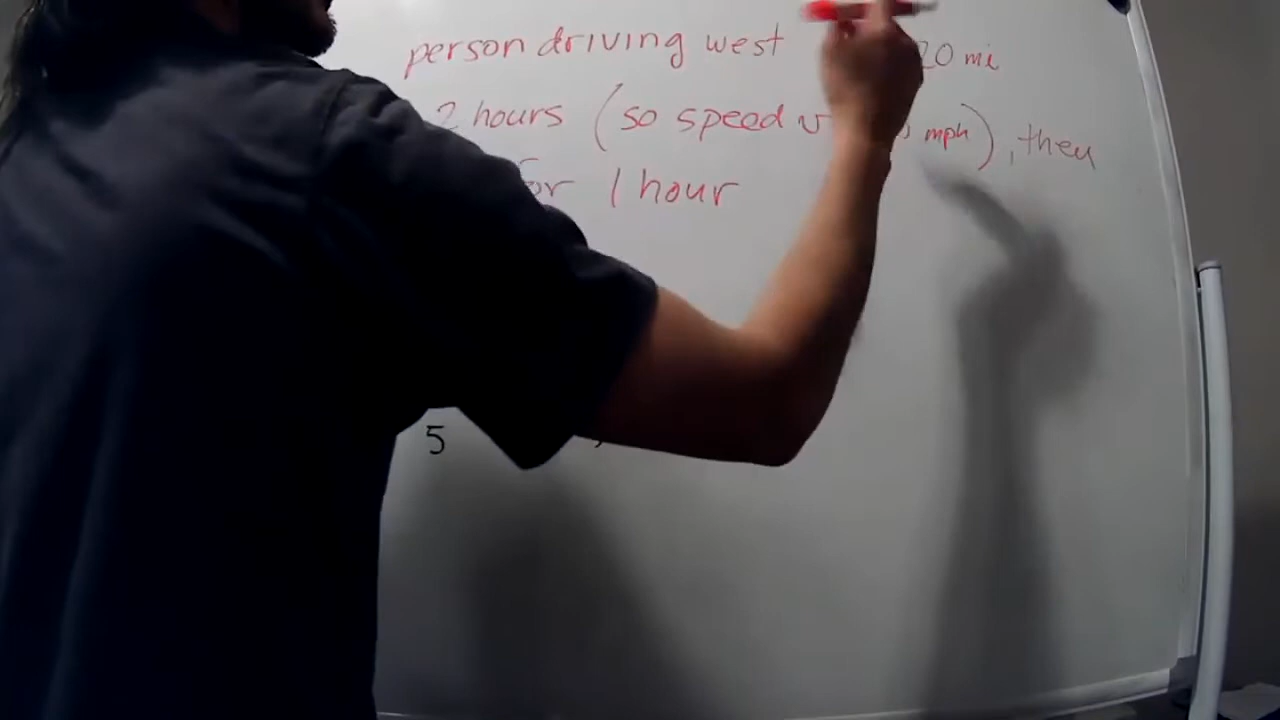 person driving west 20 mi
2 hours (so speed v mph), then
for 1 hour
5